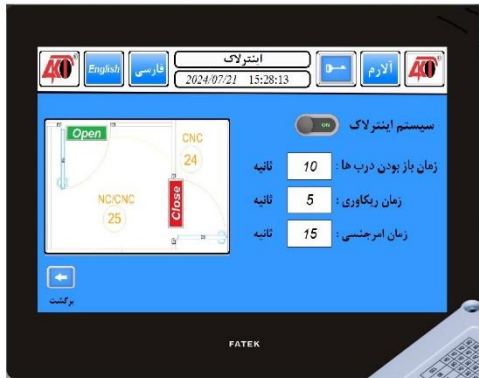 English
فارسی
اینترلاک
2024/07/21 15:28:13
آلارم
سیستم اینترلاک
ON
زمان باز بودن درب ها : 10 ثانیه
زمان ریکاوری : 5 ثانیه
زمان امرجنسی : 15 ثانیه
Open
CNC
24
NC/CNC
25
Close
برگشت
FATEK